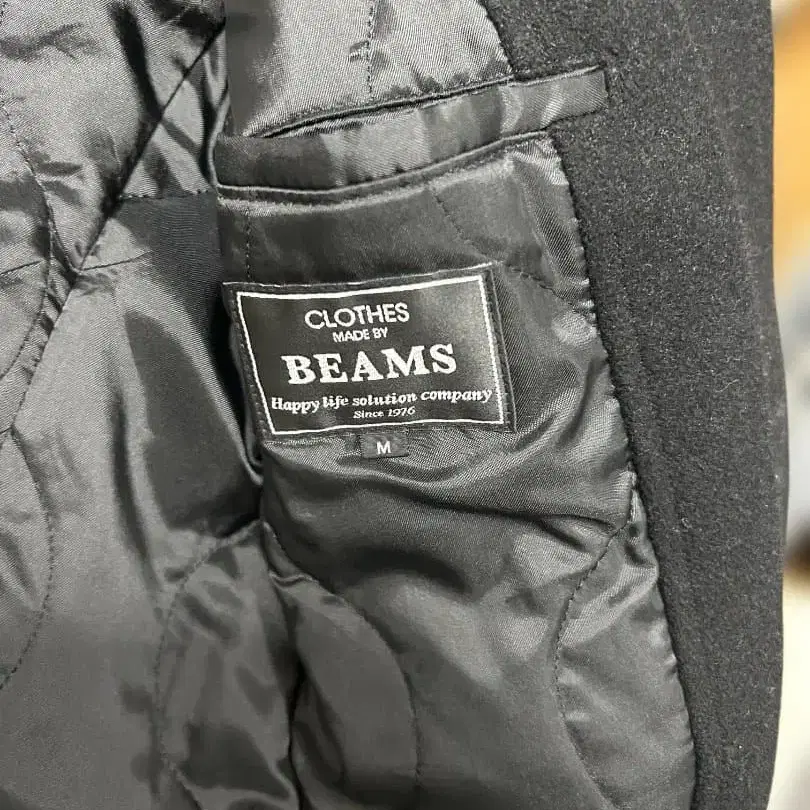 CLOTHES
MADE BY
BEAMS
Happy life solution company
Since 1976
M